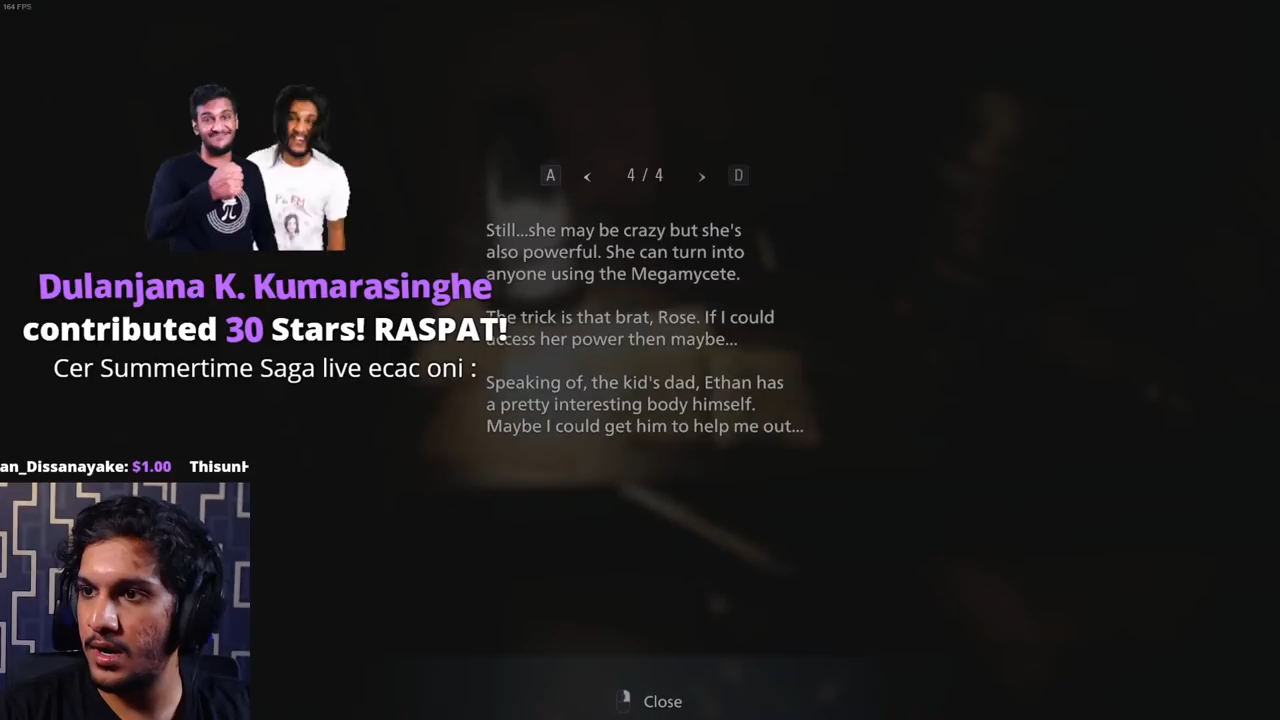 164 FPS
A < 4 / 4 > D
Still...she may be crazy but she's
also powerful. She can turn into
anyone using the Megamycete.
The trick is that brat, Rose. If I could
access her power then maybe...
Speaking of, the kid's dad, Ethan has
a pretty interesting body himself.
Maybe I could get him to help me out...
Dulanjana K. Kumarasinghe
contributed 30 Stars! RASPAT!
Cer Summertime Saga live ecac oni :
an_Dissanayake: $1.00 ThisunH
Close